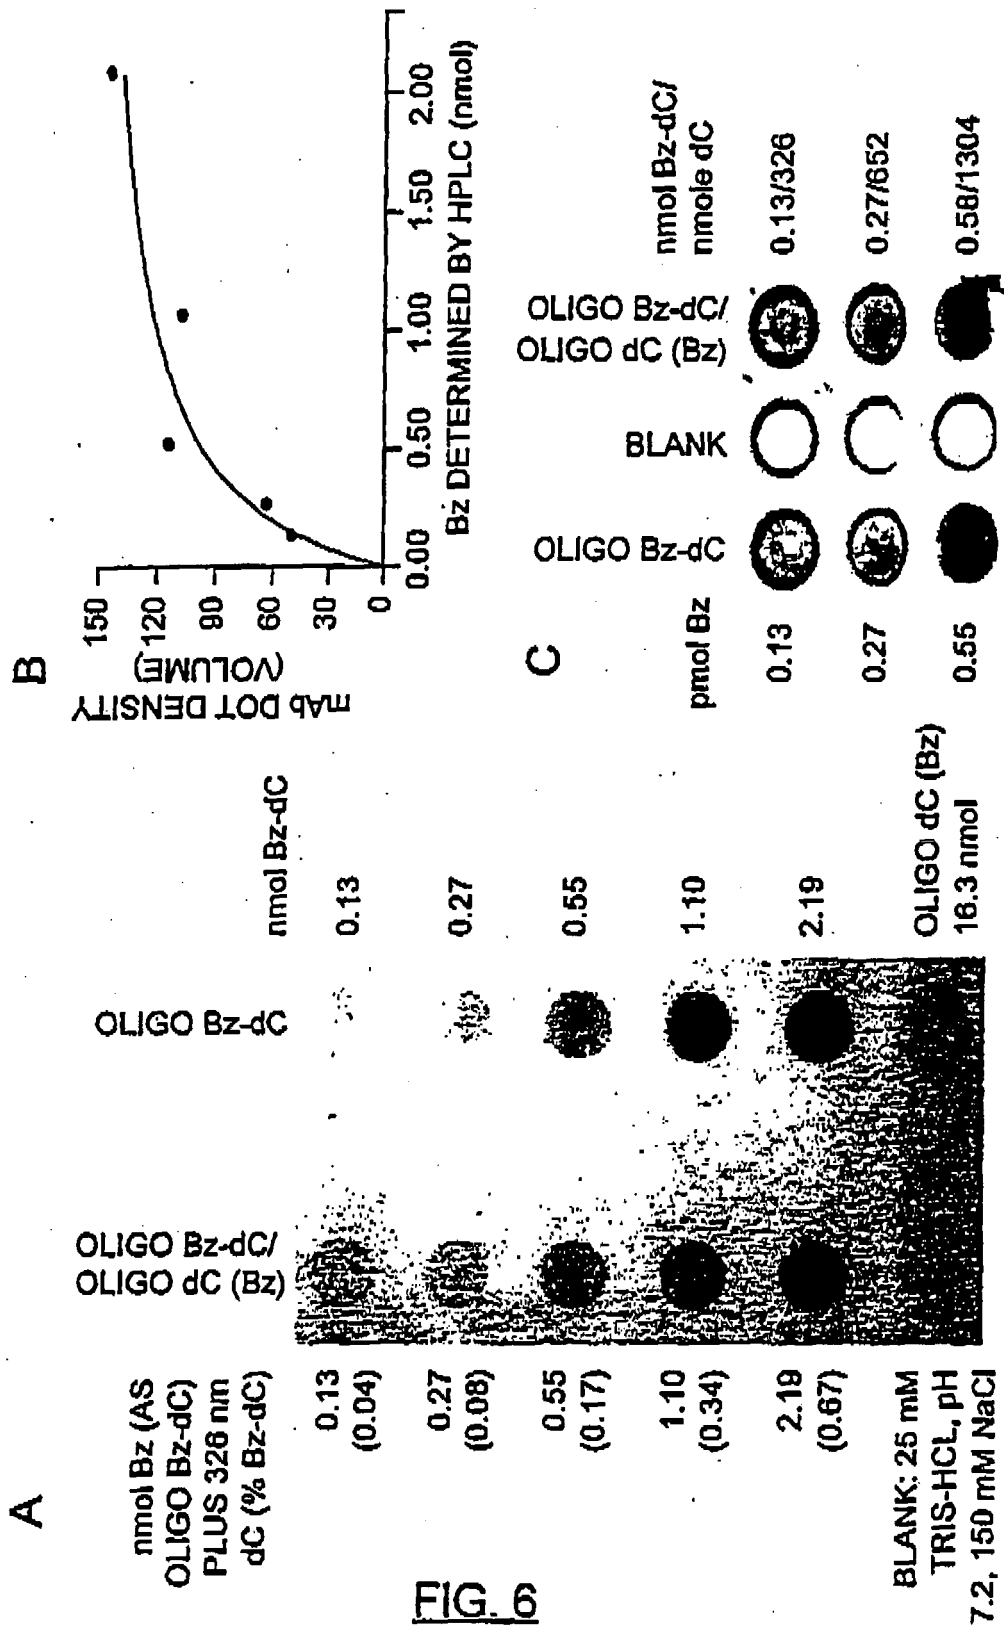 A
nmol Bz (AS
OLIGO Bz-dC)
PLUS 326 nm
dC (% Bz-dC)
OLIGO Bz-dC/
OLIGO dC (Bz)
OLIGO Bz-dC
nmol Bz-dC
0.13
(0.04)
0.13
0.27
(0.08)
0.27
0.55
(0.17)
0.55
1.10
(0.34)
1.10
2.19
(0.67)
2.19
BLANK: 25 mM
TRIS-HCL, pH
7.2, 150 mM NaCl
OLIGO dC (Bz)
16.3 nmol
B
mAb DOT DENSITY
(VOLUME)
150
120
90
60
30
0
0.00
0.50
1.00
1.50
2.00
Bz DETERMINED BY HPLC (nmol)
C
pmol Bz
OLIGO Bz-dC
BLANK
OLIGO Bz-dC/
OLIGO dC (Bz)
nmol Bz-dC/
nmole dC
0.13
0.13/326
0.27
0.27/652
0.55
0.58/1304
FIG. 6